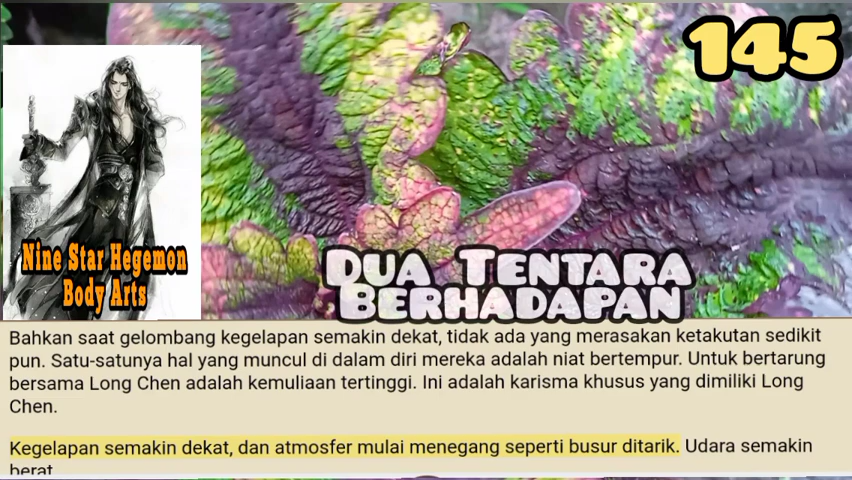 145
Nine Star Hegemon
Body Arts
DUA TENTARA
BERHADAPAN
Bahkan saat gelombang kegelapan semakin dekat, tidak ada yang merasakan ketakutan sedikit
pun. Satu-satunya hal yang muncul di dalam diri mereka adalah niat bertempur. Untuk bertarung
bersama Long Chen adalah kemuliaan tertinggi. Ini adalah karisma khusus yang dimiliki Long
Chen.
Kegelapan semakin dekat, dan atmosfer mulai menegang seperti busur ditarik. Udara semakin
berat